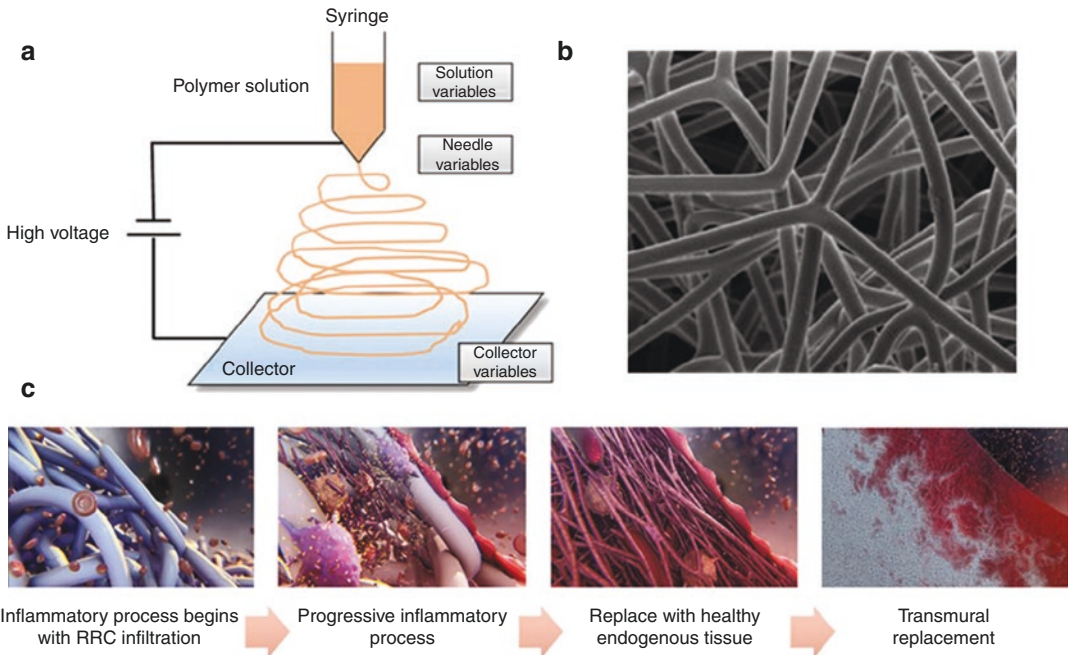 a
Syringe
Polymer solution
Solution
variables
Needle
variables
High voltage
Collector
Collector
variables
b
c
Inflammatory process begins
with RRC infiltration
Progressive inflammatory
process
Replace with healthy
endogenous tissue
Transmural
replacement